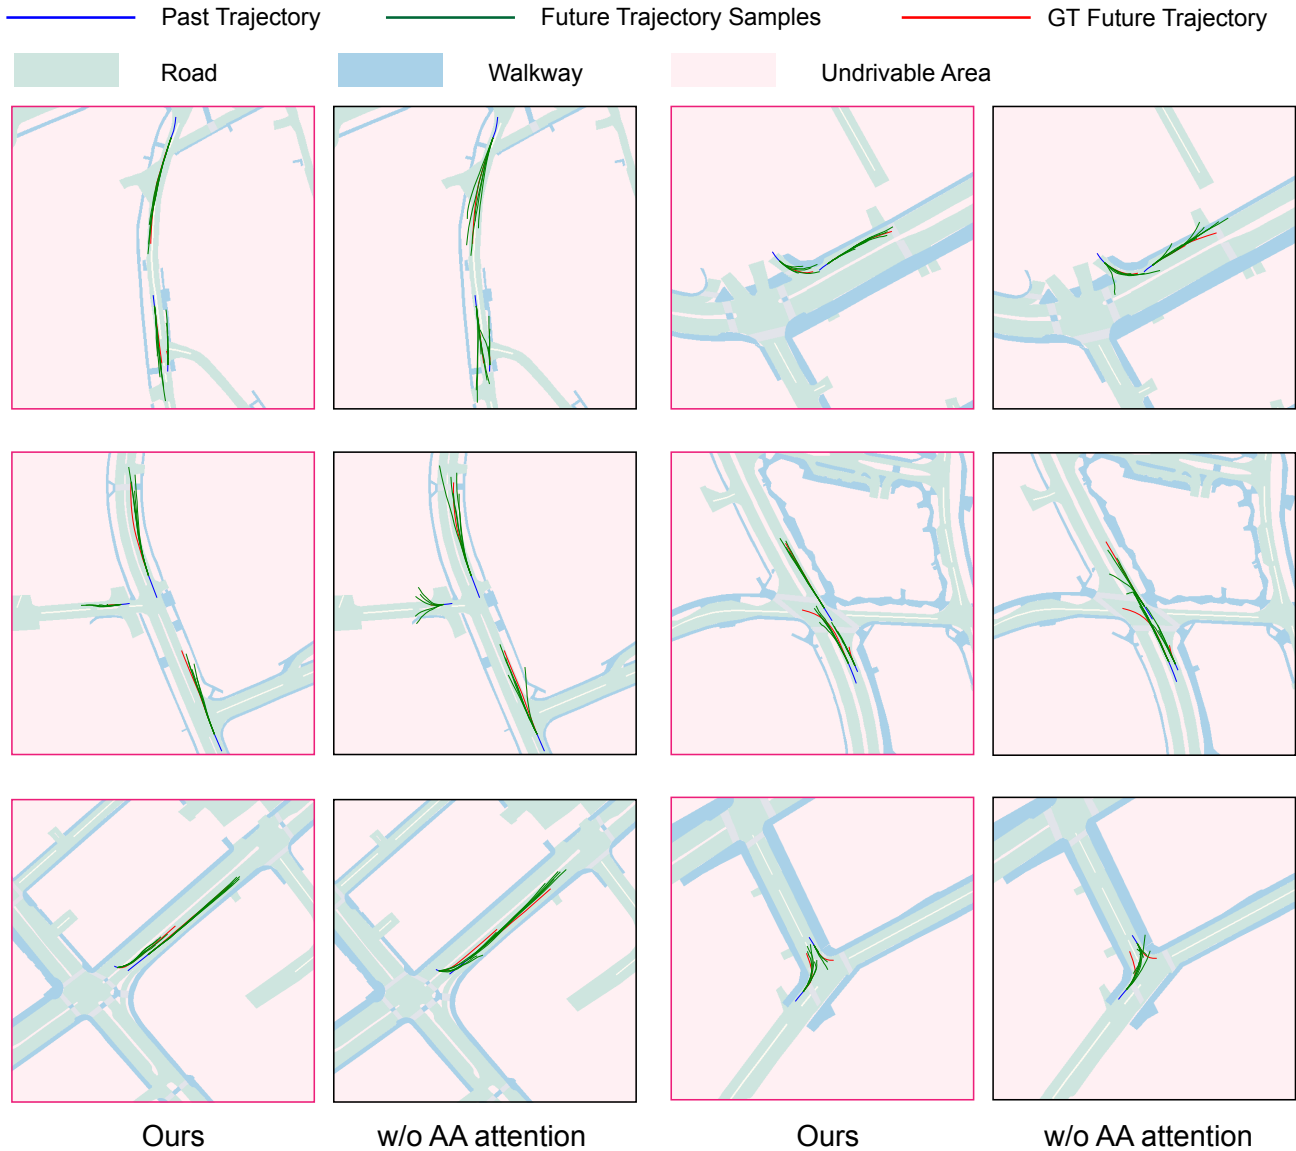 Past Trajectory Future Trajectory Samples GT Future Trajectory
Road Walkway Undrivable Area
Ours w/o AA attention Ours w/o AA attention